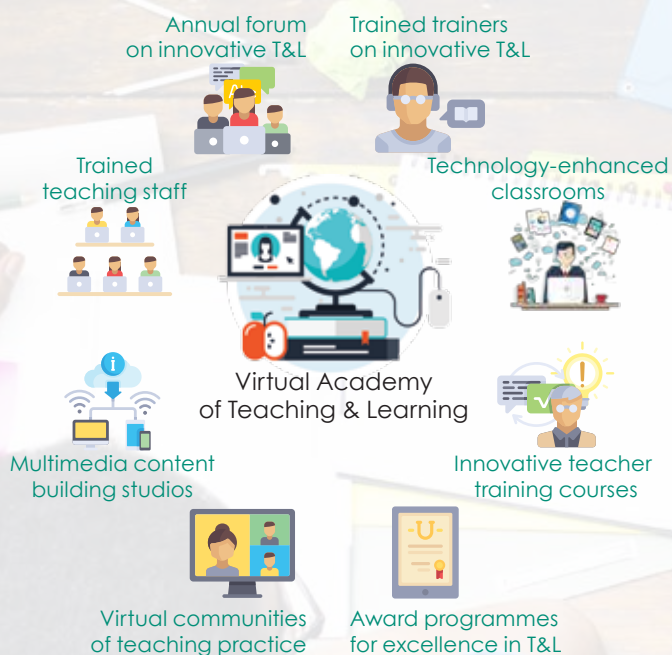 Annual forum
on innovative T&L
Trained trainers
on innovative T&L
Trained
teaching staff
Technology-enhanced
classrooms
Virtual Academy
of Teaching & Learning
Multimedia content
building studios
Innovative teacher
training courses
Virtual communities
of teaching practice
Award programmes
for excellence in T&L